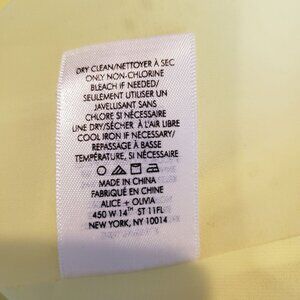 DRY CLEAN/NETTOYER À SEC
ONLY NON-CHLORINE
BLEACH IF NEEDED/
SEULEMENT UTILISER UN
JAVELLISANT SANS
CHLORE SI NÉCESSAIRE
LINE DRY/SÉCHER À L'AIR LIBRE
COOL IRON IF NECESSARY/
REPASSAGE À BASSE
TEMPÉRATURE, SI NÉCESSAIRE
MADE IN CHINA
FABRIQUÉ EN CHINE
ALICE + OLIVIA
450 W 14TH ST 11FL
NEW YORK, NY 10014